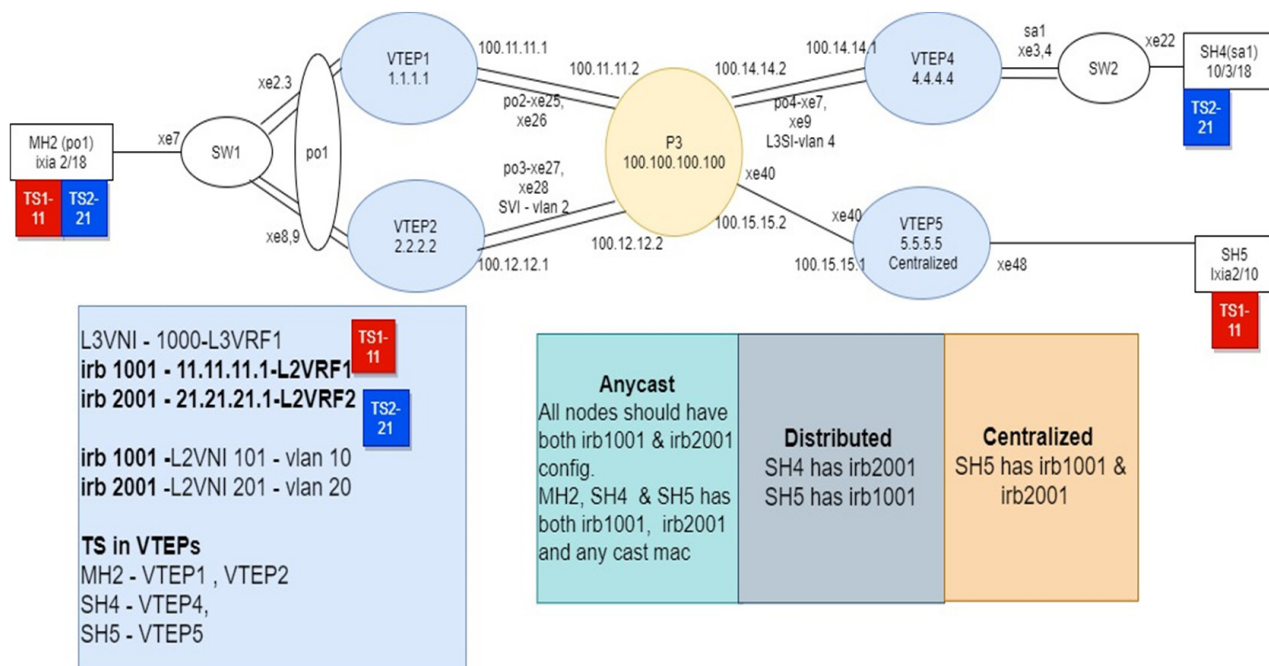 VTEP1
1.1.1.1
100.11.11.1
100.11.11.2
100.14.14.1
100.14.14.2
VTEP4
4.4.4.4
sa1
xe3,4
SW2
xe22
SH4(sa1)
10/3/18
TS2-
21
xe2.3
po2-xe25,
xe26
po4-xe7,
xe9
L3SI-vlan 4
P3
100.100.100.100
MH2 (po1)
ixia 2/18
TS1-
11
TS2-
21
xe7
SW1
po1
po3-xe27,
xe28
SVI - vlan 2
xe8,9
VTEP2
2.2.2.2
100.12.12.2
100.12.12.1
xe40
100.15.15.2
xe40
100.15.15.1
VTEP5
5.5.5.5
Centralized
xe48
SH5
Ixia2/10
TS1-
11
L3VNI - 1000-L3VRF1
irb 1001 - 11.11.11.1-L2VRF1
irb 2001 - 21.21.21.1-L2VRF2
TS1-
11
TS2-
21
irb 1001 -L2VNI 101 - vlan 10
irb 2001 -L2VNI 201 - vlan 20
TS in VTEPs
MH2 - VTEP1 , VTEP2
SH4 - VTEP4,
SH5 - VTEP5
Anycast
All nodes should have
both irb1001 & irb2001
config.
MH2, SH4 & SH5 has
both irb1001, irb2001
and any cast mac
Distributed
SH4 has irb2001
SH5 has irb1001
Centralized
SH5 has irb1001 &
irb2001